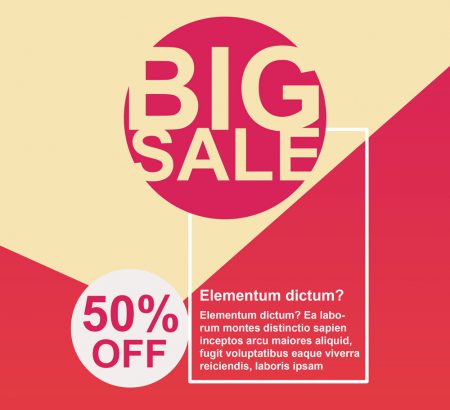 BIG
SALE
50%
OFF
Elementum dictum?
Elementum dictum? Ea labo-
rum montes distinctio sapien
inceptos arcu maiores aliquid,
fugit voluptatibus eaque viverra
reiciendis, laboris ipsam